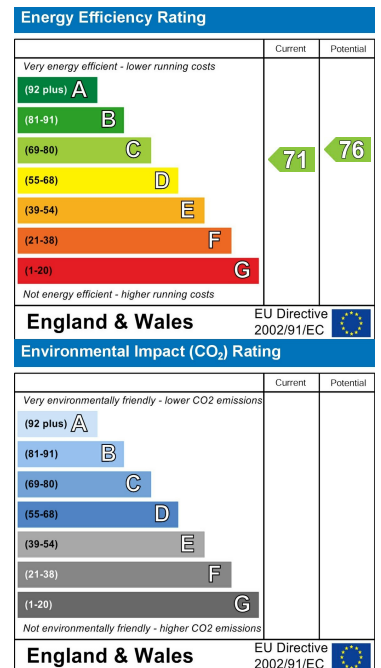 Energy Efficiency Rating
Current Potential
Very energy efficient - lower running costs
(92 plus) A
(81-91) B
(69-80) C
(55-68) D
(39-54) E
(21-38) F
(1-20) G
71 76
Not energy efficient - higher running costs
England & Wales
EU Directive
2002/91/EC
Environmental Impact (CO₂) Rating
Current Potential
Very environmentally friendly - lower CO2 emissions
(92 plus) A
(81-91) B
(69-80) C
(55-68) D
(39-54) E
(21-38) F
(1-20) G
Not environmentally friendly - higher CO2 emissions
England & Wales
EU Directive
2002/91/EC